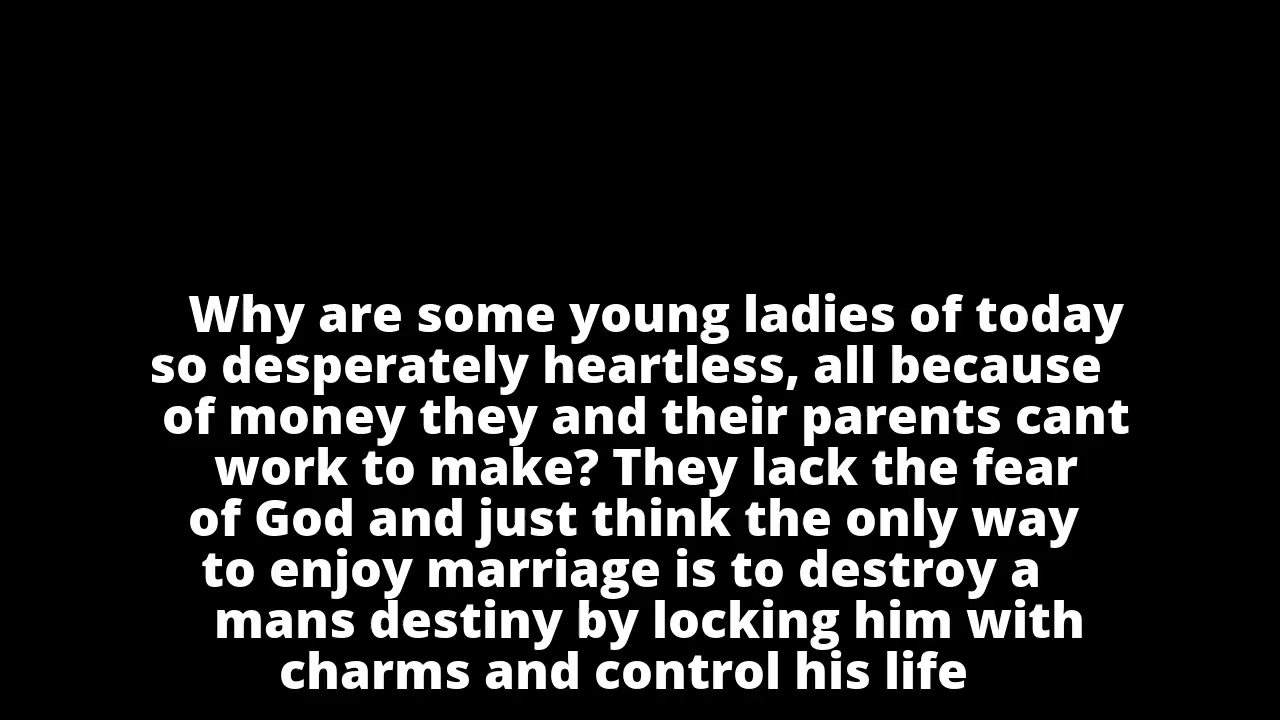 Why are some young ladies of today
so desperately heartless, all because
of money they and their parents cant
work to make? They lack the fear
of God and just think the only way
to enjoy marriage is to destroy a
mans destiny by locking him with
charms and control his life